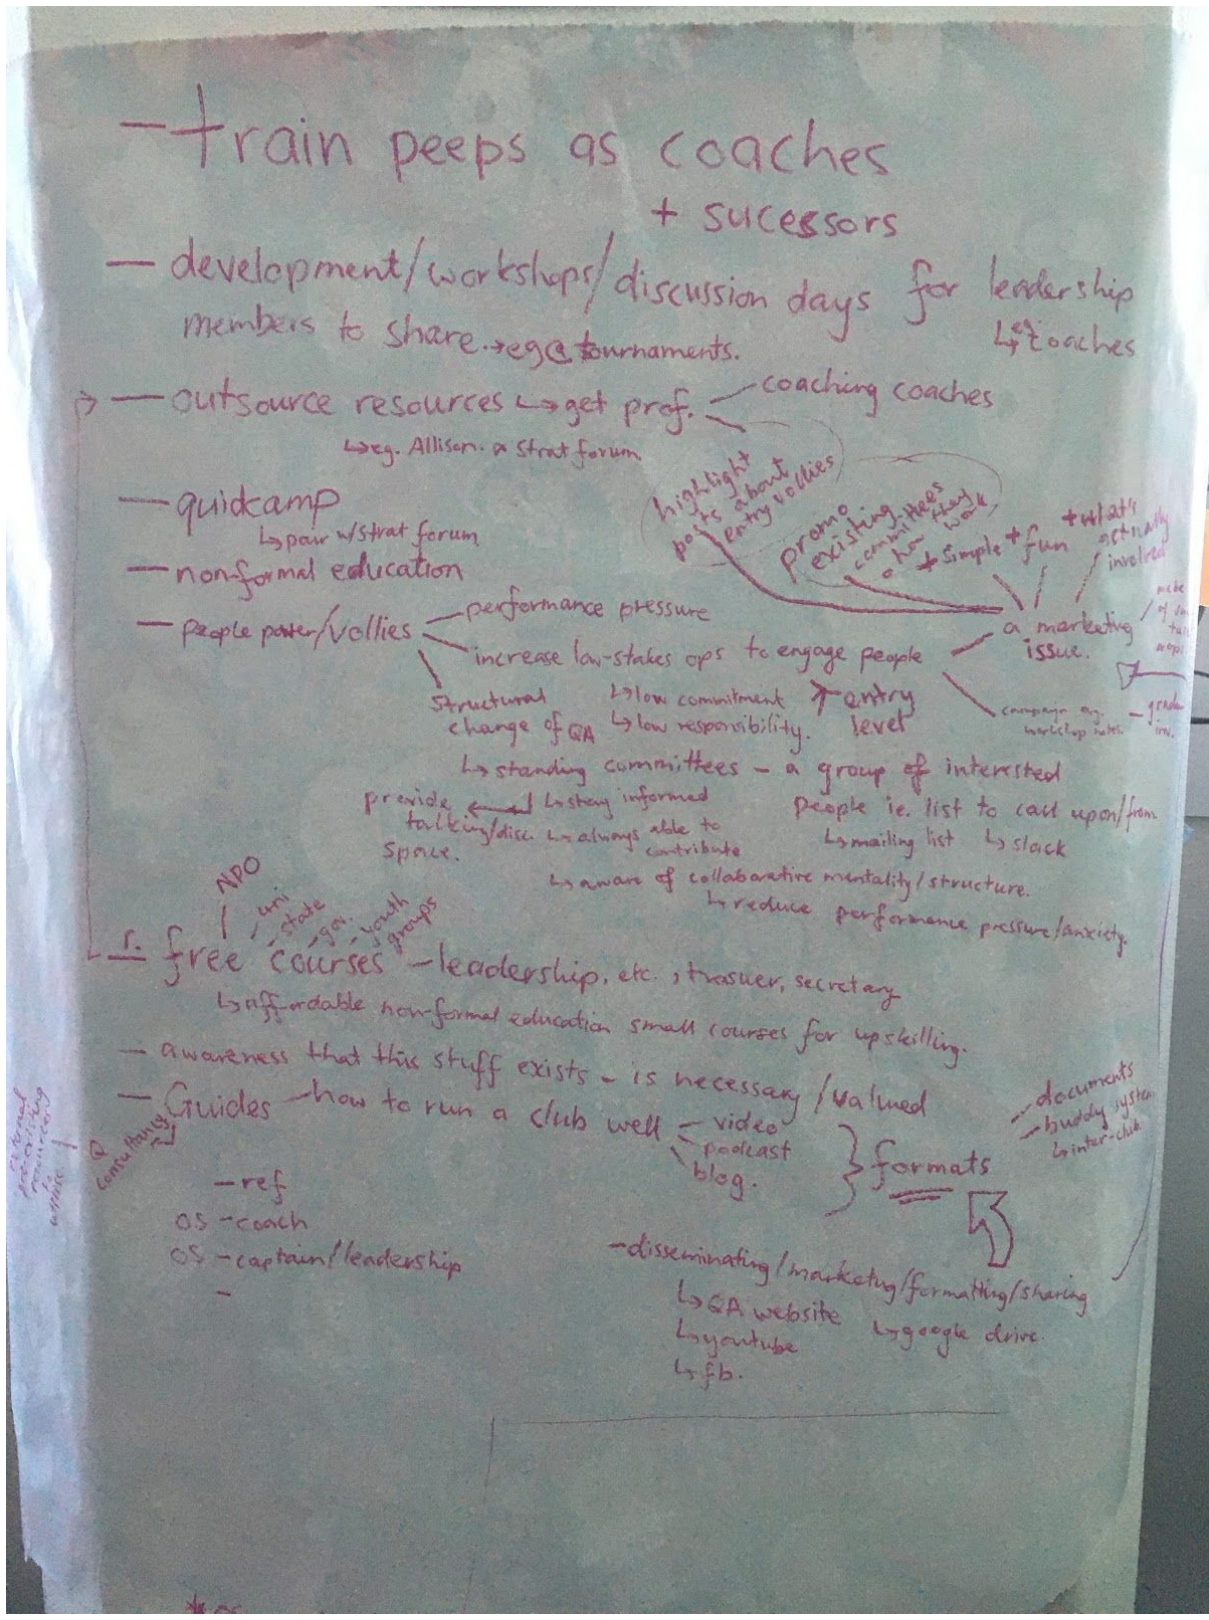 - train peeps as coaches
+ sucessors
- development/workshops/discussion days for leadership
members to share. → eg @ tournaments.
↳ eg coaches
- outsource resources ↳ get prof. - coaching coaches
↳ eg. Allison. @ Strat forum
highlight
posts about
entry vollies
promo
existing
committees
& how they
work
+ simple + fun + what's
actually
involved
- quidcamp
↳ pair w/ strat forum
- non-formal education
- people power/vollies - performance pressure
a marketing
issue.
increase low-stakes ops to engage people
↳ low commitment
↳ low responsibility.
↗ entry
level
structural
change of QA
↳ standing committees - a group of interested
people ie. list to call upon/from
↳ mailing list ↳ slack
↳ stay informed
provide
talking/disc.
space.
↳ always able to
contribute
↳ aware of collaborative mentality/structure.
↳ reduce performance pressure/anxiety.
NPO
uni
state
gov.
youth
groups
r. free courses - leadership, etc., trasuer, secretary
↳ affordable non-formal education small courses for upskilling.
- awareness that this stuff exists - is necessary/valued
- Guides - how to run a club well - video
podcast
blog.
} formats
- documents
- buddy system
↳ inter-club
external
pre-existing
resources
to
Q
consultancy
- ref
OS - coach
OS - captain/leadership
-
- disseminating/marketing/formatting/sharing
↳ QA website ↳ google drive.
↳ youtube
↳ fb.